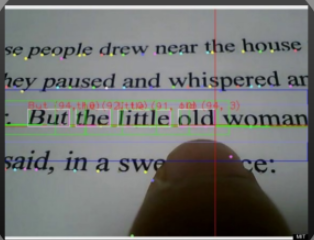 se people drew near the house
hey paused and whispered an
. But the little old woman
said, in a swe ce: